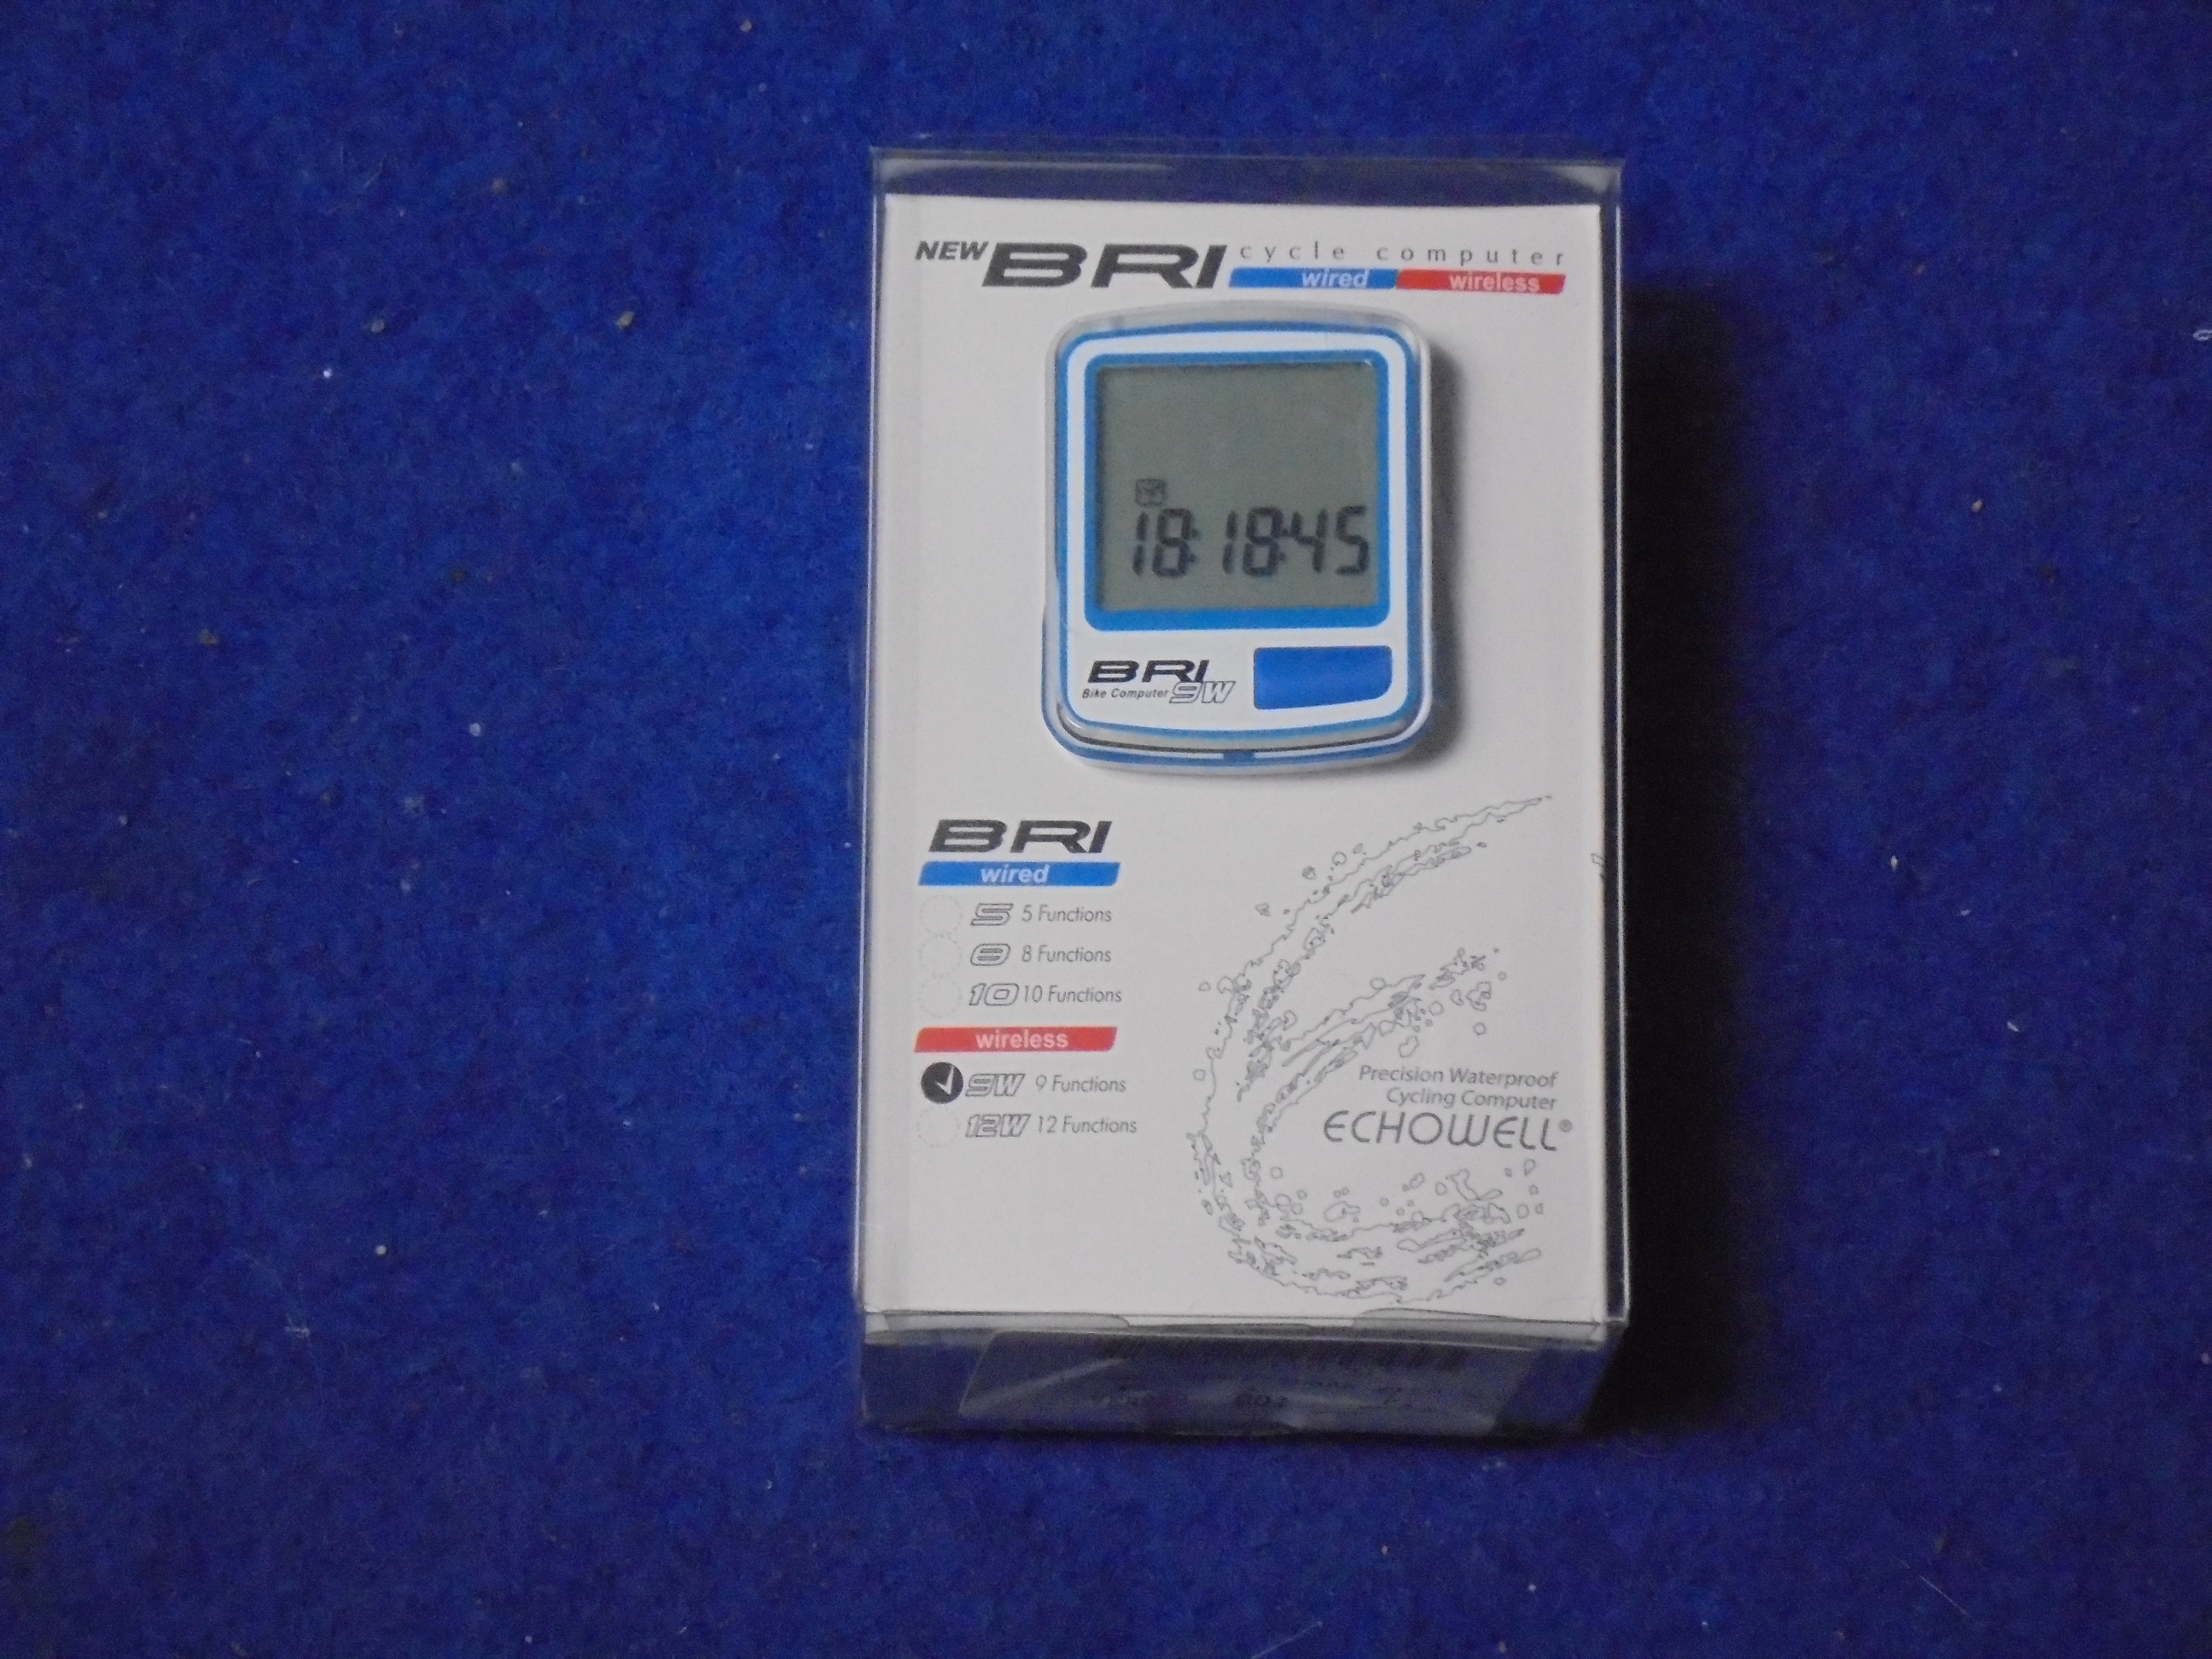 NEW BRI cycle computer
wired wireless
18:18:45
BRI
Bike Computer 9W
BRI
wired
5 5 Functions
8 8 Functions
10 10 Functions
wireless
9W 9 Functions
12W 12 Functions
Precision Waterproof
Cycling Computer
ECHOWELL®